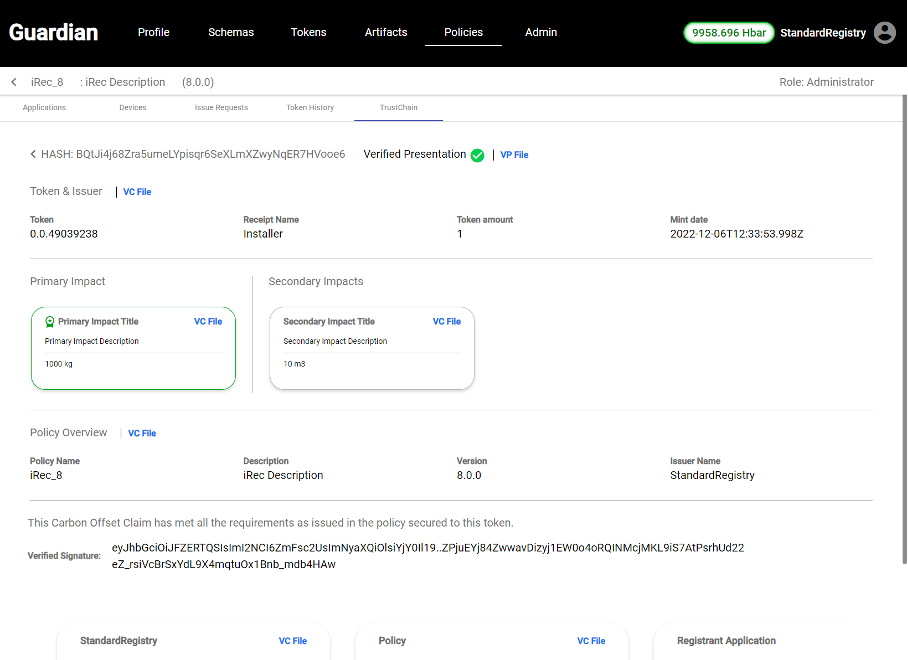 Guardian Profile Schemas Tokens Artifacts Policies Admin 9958.696 Hbar StandardRegistry
iRec_8 : iRec Description (8.0.0) Role: Administrator
Applications Devices Issue Requests Token History TrustChain
HASH: BQtJi4j68Zra5umeLYpisqr6SeXLmXZwyNqER7HVooe6 Verified Presentation | VP File
Token & Issuer | VC File
Token Receipt Name Token amount Mint date
0.0.49039238 Installer 1 2022-12-06T12:33:53.998Z
Primary Impact Secondary Impacts
Primary Impact Title VC File Secondary Impact Title VC File
Primary Impact Description Secondary Impact Description
1000 kg 10 m3
Policy Overview | VC File
Policy Name Description Version Issuer Name
iRec_8 iRec Description 8.0.0 StandardRegistry
This Carbon Offset Claim has met all the requirements as issued in the policy secured to this token.
Verified Signature: eyJhbGciOiJFZERTQSIsImI2NCI6ZmFsc2UsImNyaXQiOlsiYjY0Il19..ZPjuEYj84ZwwavDizyj1EW0o4oRQINMcjMKL9iS7AtPsrhUd22
eZ_rsiVcBrSxYdL9X4mqtuOx1Bnb_mdb4HAw
StandardRegistry VC File Policy VC File Registrant Application